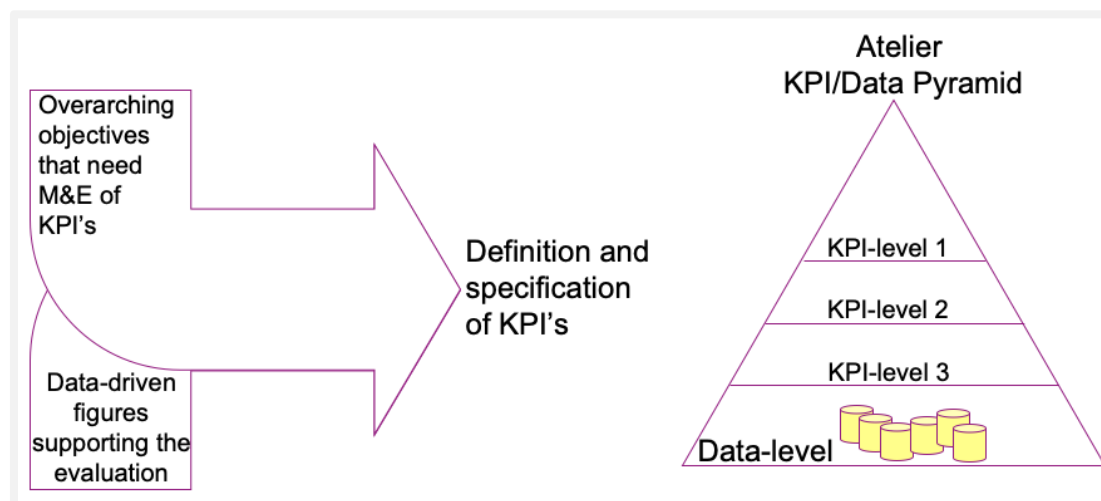 Overarching
objectives
that need
M&E of
KPI's
Data-driven
figures
supporting the
evaluation
Definition and
specification
of KPI's
Atelier
KPI/Data Pyramid
KPI-level 1
KPI-level 2
KPI-level 3
Data-level